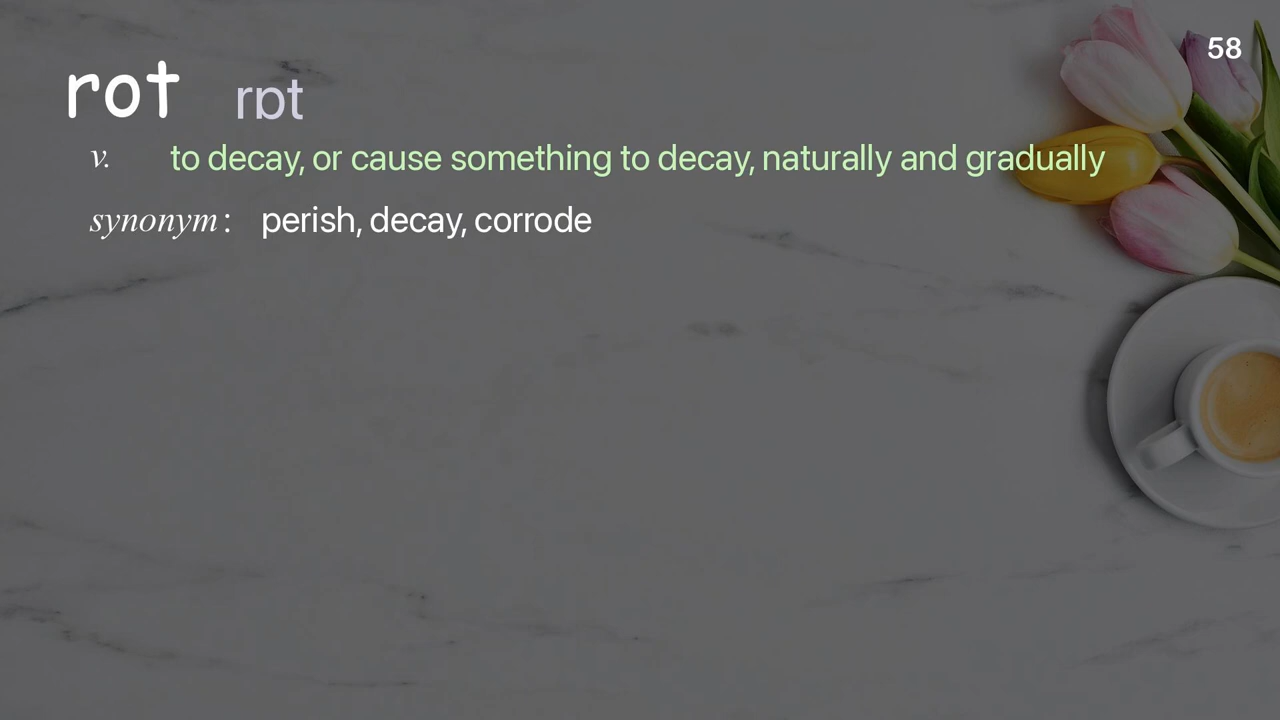 58
rot rɒt
v. to decay, or cause something to decay, naturally and gradually
synonym : perish, decay, corrode